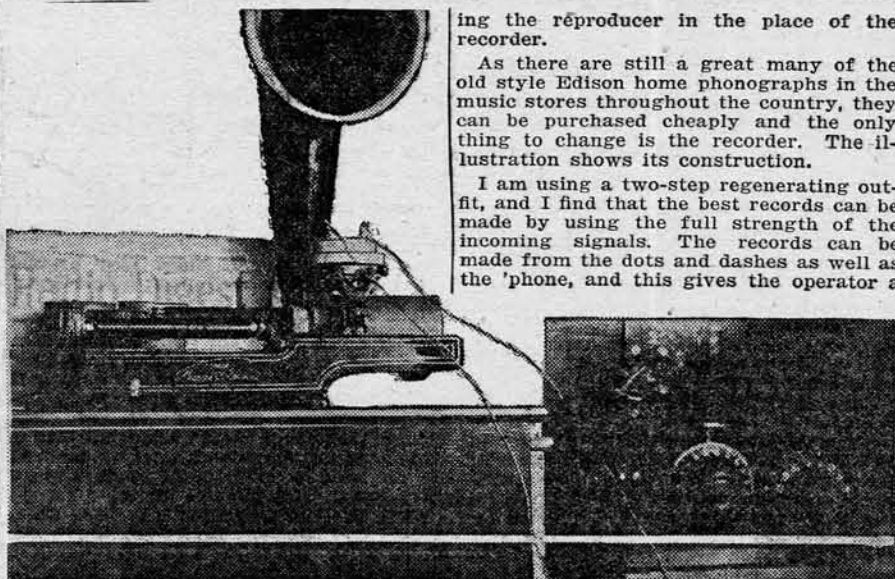 ing the reproducer in the place of the
recorder.
As there are still a great many of the
old style Edison home phonographs in the
music stores throughout the country, they
can be purchased cheaply and the only
thing to change is the recorder. The il-
lustration shows its construction.
I am using a two-step regenerating out-
fit, and I find that the best records can be
made by using the full strength of the
incoming signals. The records can be
made from the dots and dashes as well as
the 'phone, and this gives the operator a
Radio Digest